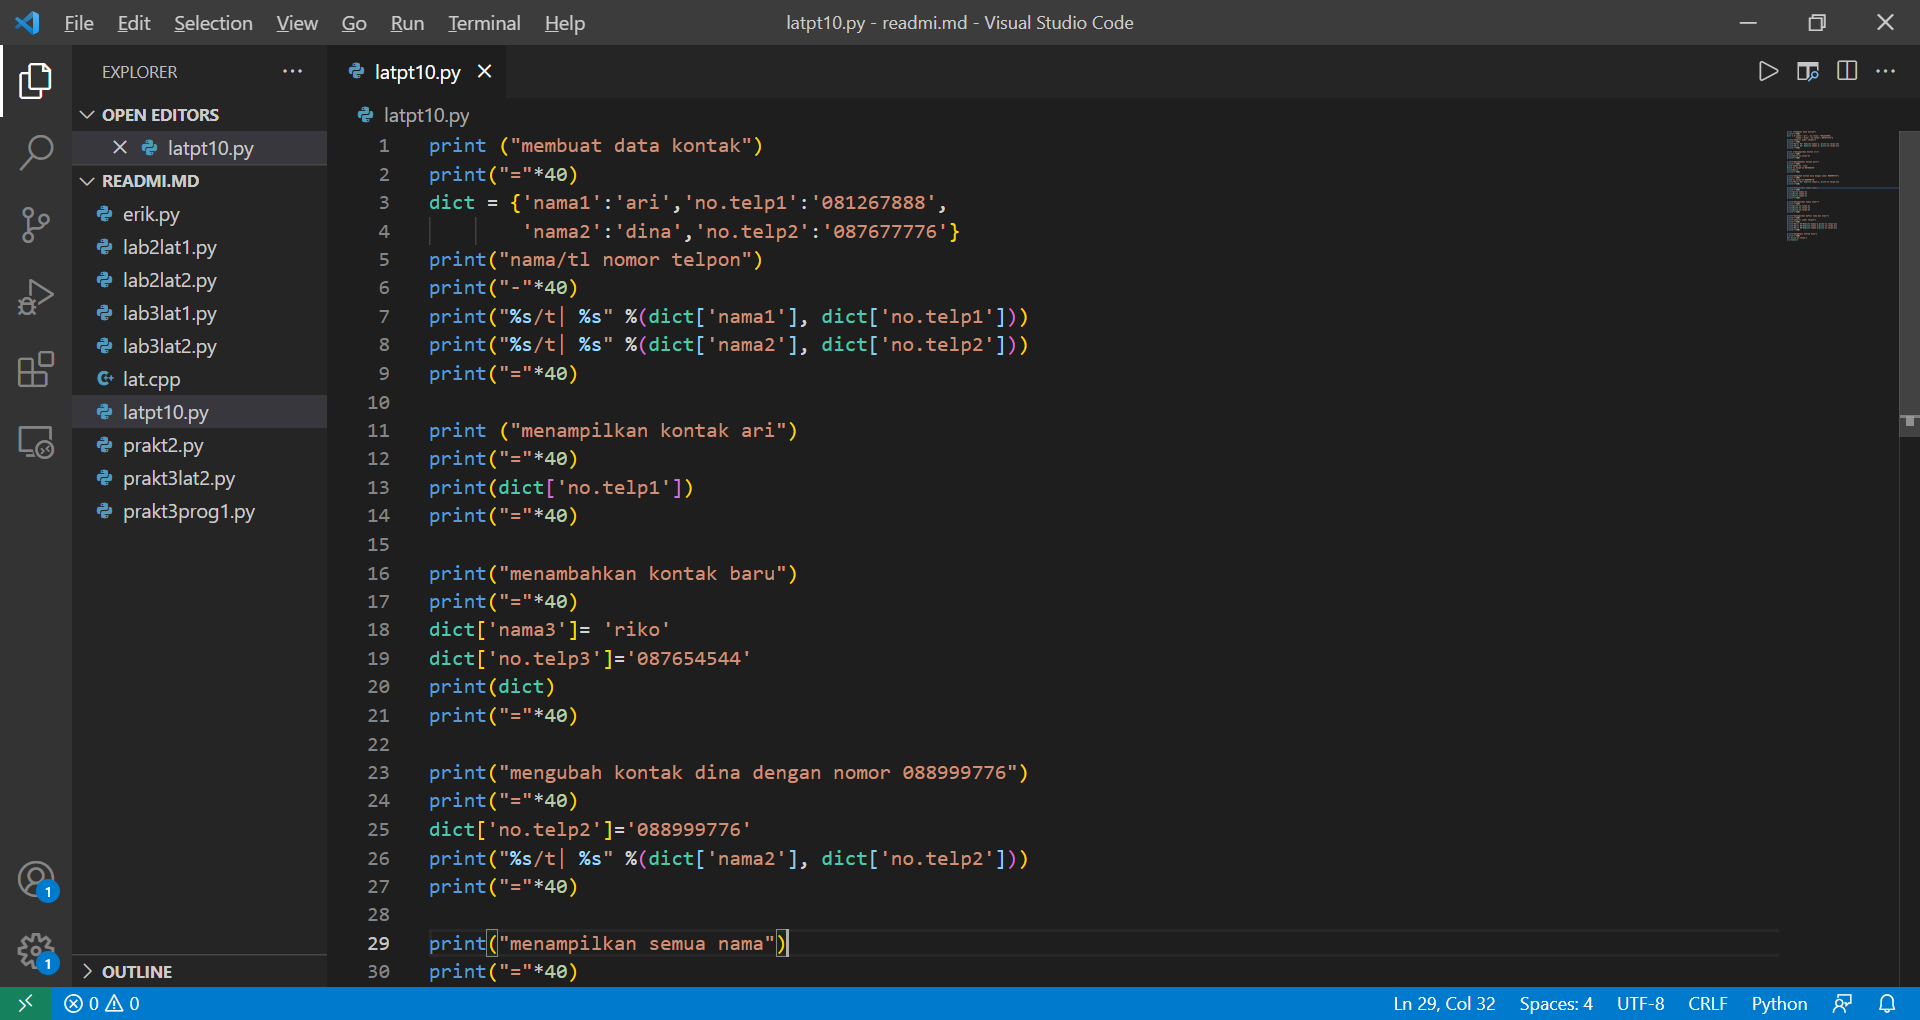 File Edit Selection View Go Run Terminal Help
latpt10.py - readmi.md - Visual Studio Code
EXPLORER
OPEN EDITORS
latpt10.py
READMI.MD
erik.py
lab2lat1.py
lab2lat2.py
lab3lat1.py
lab3lat2.py
lat.cpp
latpt10.py
prakt2.py
prakt3lat2.py
prakt3prog1.py
OUTLINE
1
1
latpt10.py
latpt10.py
1 print ("membuat data kontak")
2 print("="*40)
3 dict = {'nama1':'ari','no.telp1':'081267888',
4 'nama2':'dina','no.telp2':'087677776'}
5 print("nama/tl nomor telpon")
6 print("-"*40)
7 print("%s/t| %s" %(dict['nama1'], dict['no.telp1']))
8 print("%s/t| %s" %(dict['nama2'], dict['no.telp2']))
9 print("="*40)
10
11 print ("menampilkan kontak ari")
12 print("="*40)
13 print(dict['no.telp1'])
14 print("="*40)
15
16 print("menambahkan kontak baru")
17 print("="*40)
18 dict['nama3']= 'riko'
19 dict['no.telp3']='087654544'
20 print(dict)
21 print("="*40)
22
23 print("mengubah kontak dina dengan nomor 088999776")
24 print("="*40)
25 dict['no.telp2']='088999776'
26 print("%s/t| %s" %(dict['nama2'], dict['no.telp2']))
27 print("="*40)
28
29 print("menampilkan semua nama")
30 print("="*40)
0 0
Ln 29, Col 32 Spaces: 4 UTF-8 CRLF Python